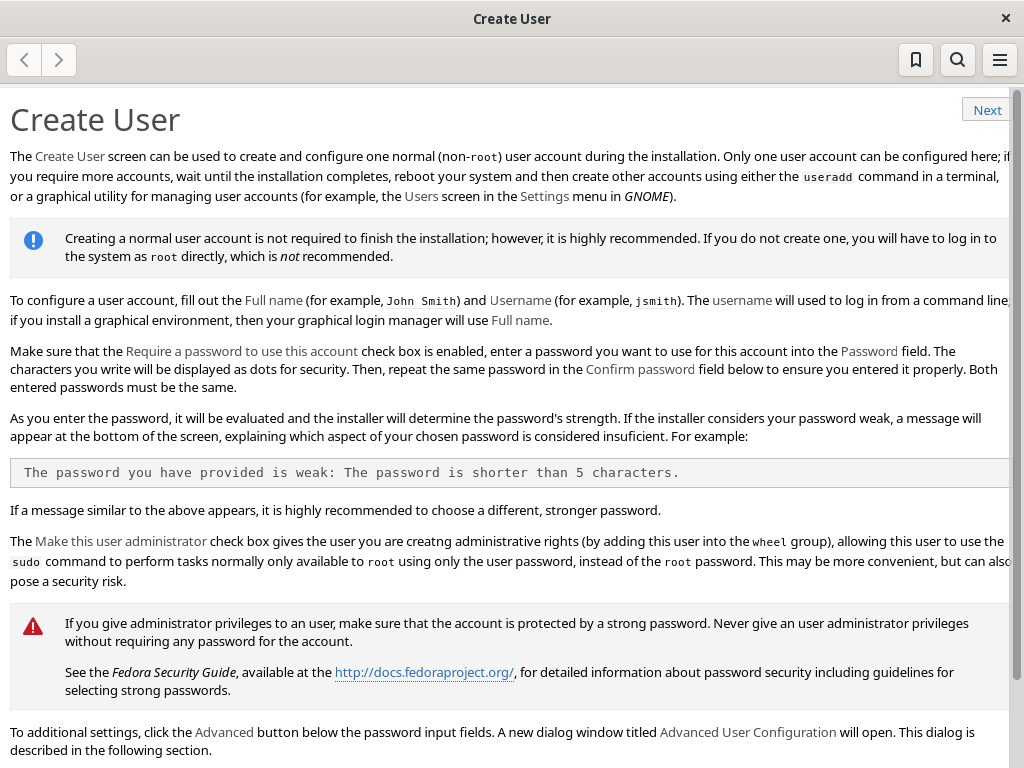 Create User
Next
Create User
The Create User screen can be used to create and configure one normal (non-root) user account during the installation. Only one user account can be configured here; if
you require more accounts, wait until the installation completes, reboot your system and then create other accounts using either the useradd command in a terminal,
or a graphical utility for managing user accounts (for example, the Users screen in the Settings menu in GNOME).
Creating a normal user account is not required to finish the installation; however, it is highly recommended. If you do not create one, you will have to log in to
the system as root directly, which is not recommended.
To configure a user account, fill out the Full name (for example, John Smith) and Username (for example, jsmith). The username will used to log in from a command line;
if you install a graphical environment, then your graphical login manager will use Full name.
Make sure that the Require a password to use this account check box is enabled, enter a password you want to use for this account into the Password field. The
characters you write will be displayed as dots for security. Then, repeat the same password in the Confirm password field below to ensure you entered it properly. Both
entered passwords must be the same.
As you enter the password, it will be evaluated and the installer will determine the password's strength. If the installer considers your password weak, a message will
appear at the bottom of the screen, explaining which aspect of your chosen password is considered insuficient. For example:
The password you have provided is weak: The password is shorter than 5 characters.
If a message similar to the above appears, it is highly recommended to choose a different, stronger password.
The Make this user administrator check box gives the user you are creatng administrative rights (by adding this user into the wheel group), allowing this user to use the
sudo command to perform tasks normally only available to root using only the user password, instead of the root password. This may be more convenient, but can also
pose a security risk.
If you give administrator privileges to an user, make sure that the account is protected by a strong password. Never give an user administrator privileges
without requiring any password for the account.
See the Fedora Security Guide, available at the http://docs.fedoraproject.org/, for detailed information about password security including guidelines for
selecting strong passwords.
To additional settings, click the Advanced button below the password input fields. A new dialog window titled Advanced User Configuration will open. This dialog is
described in the following section.